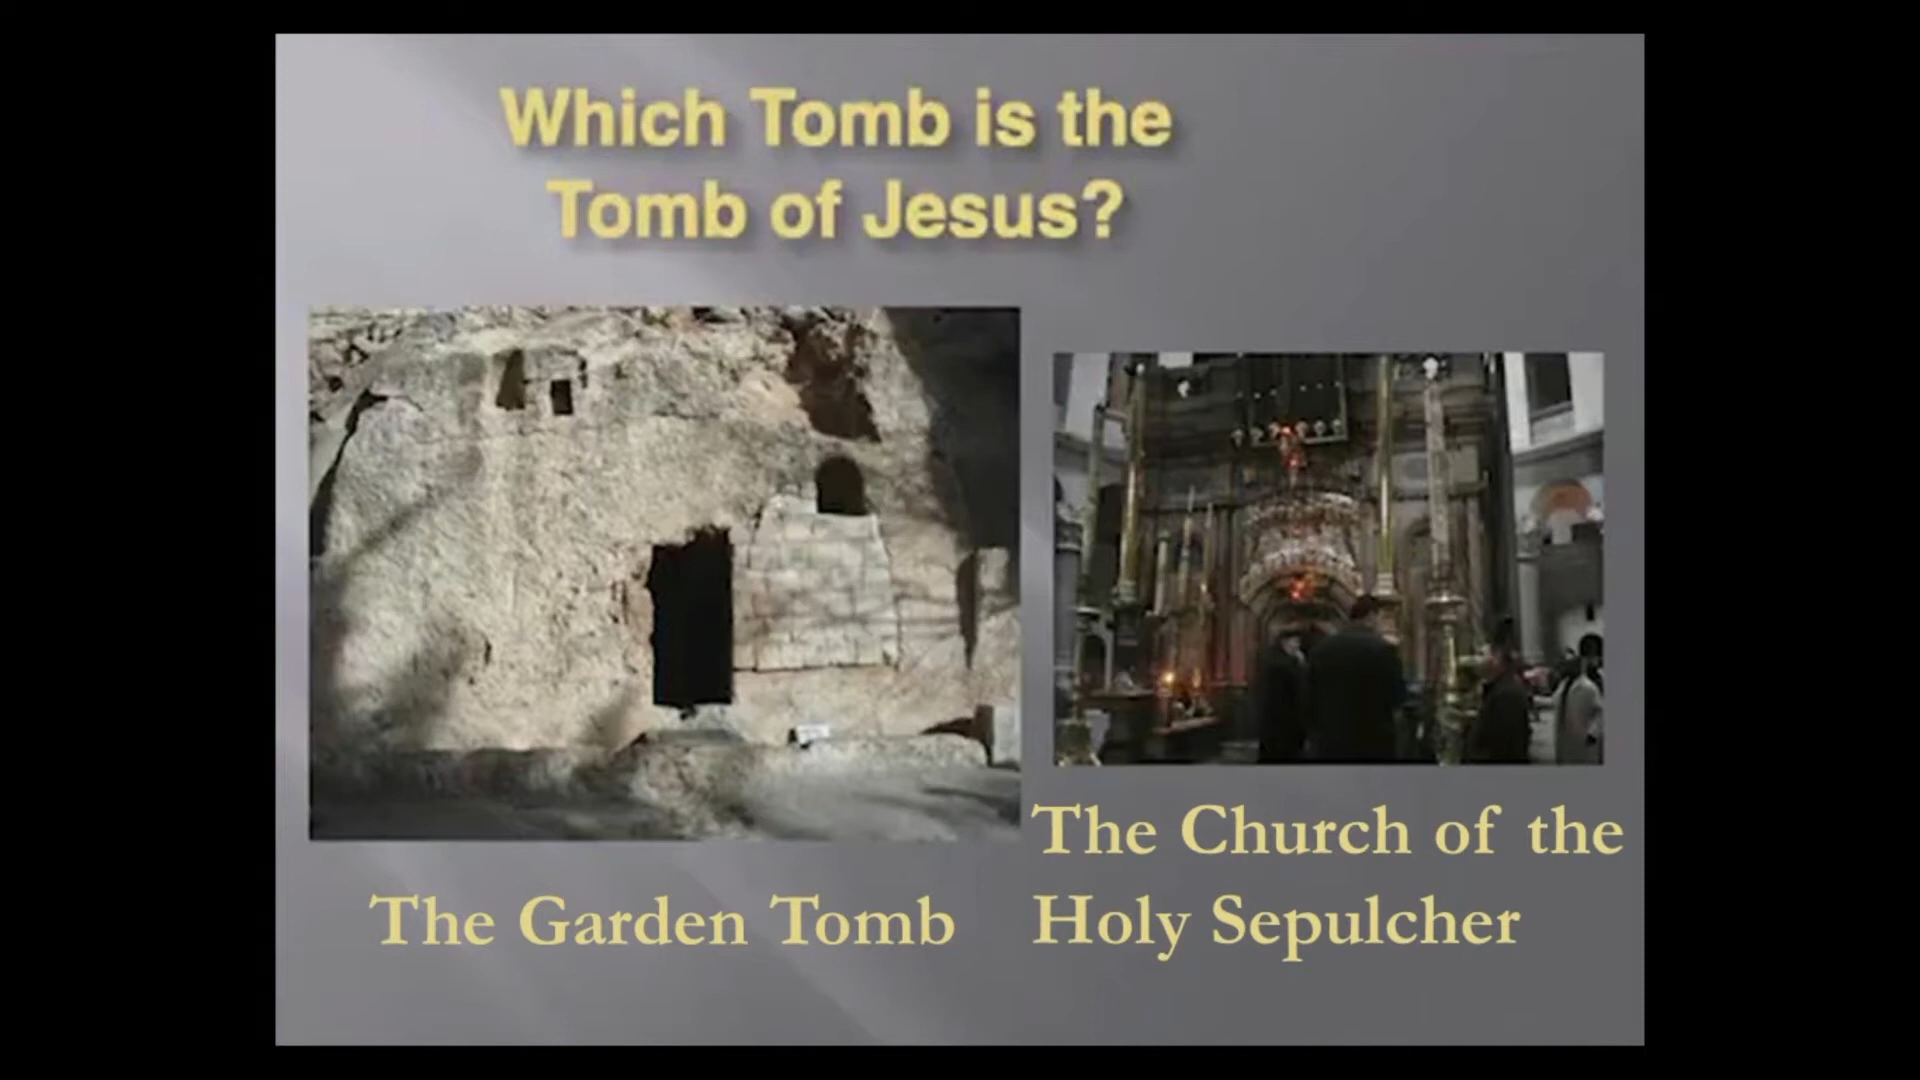 Which Tomb is the
Tomb of Jesus?
The Garden Tomb
The Church of the
Holy Sepulcher